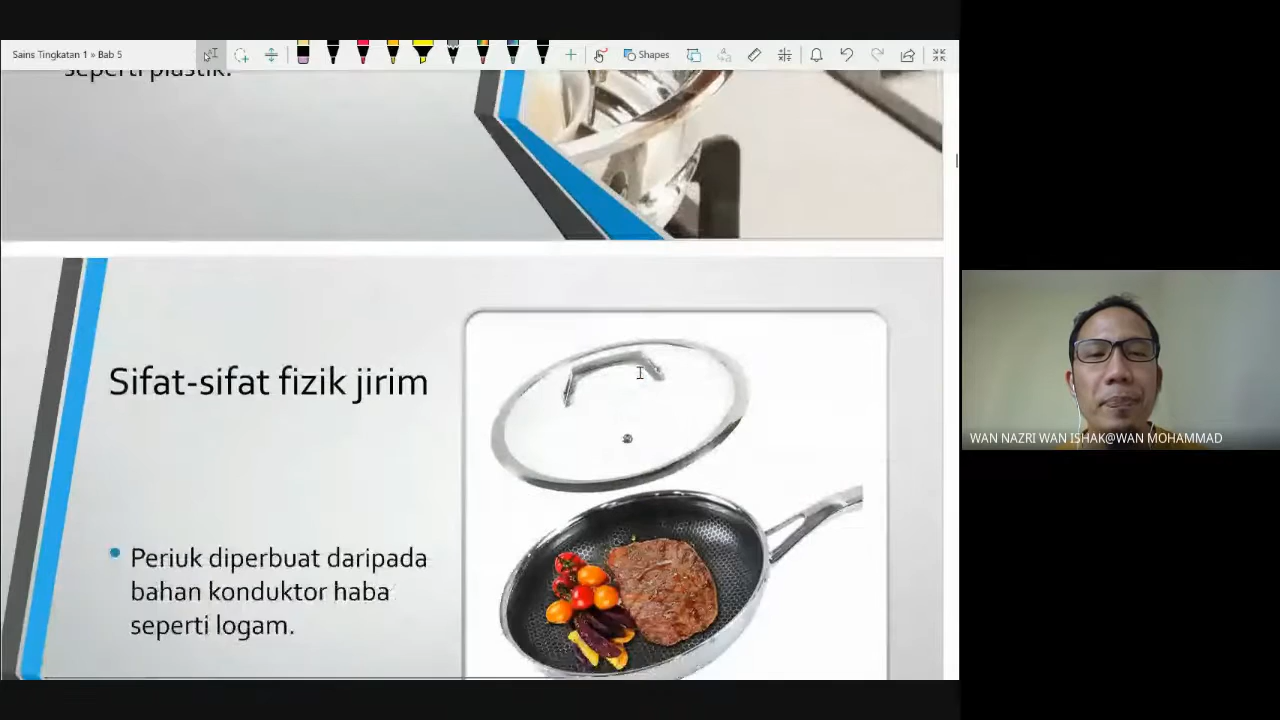 Sains Tingkatan 1 » Bab 5
Shapes
seperti plastik.
Sifat-sifat fizik jirim
Periuk diperbuat daripada
bahan konduktor haba
seperti logam.
WAN NAZRI WAN ISHAK@WAN MOHAMMAD